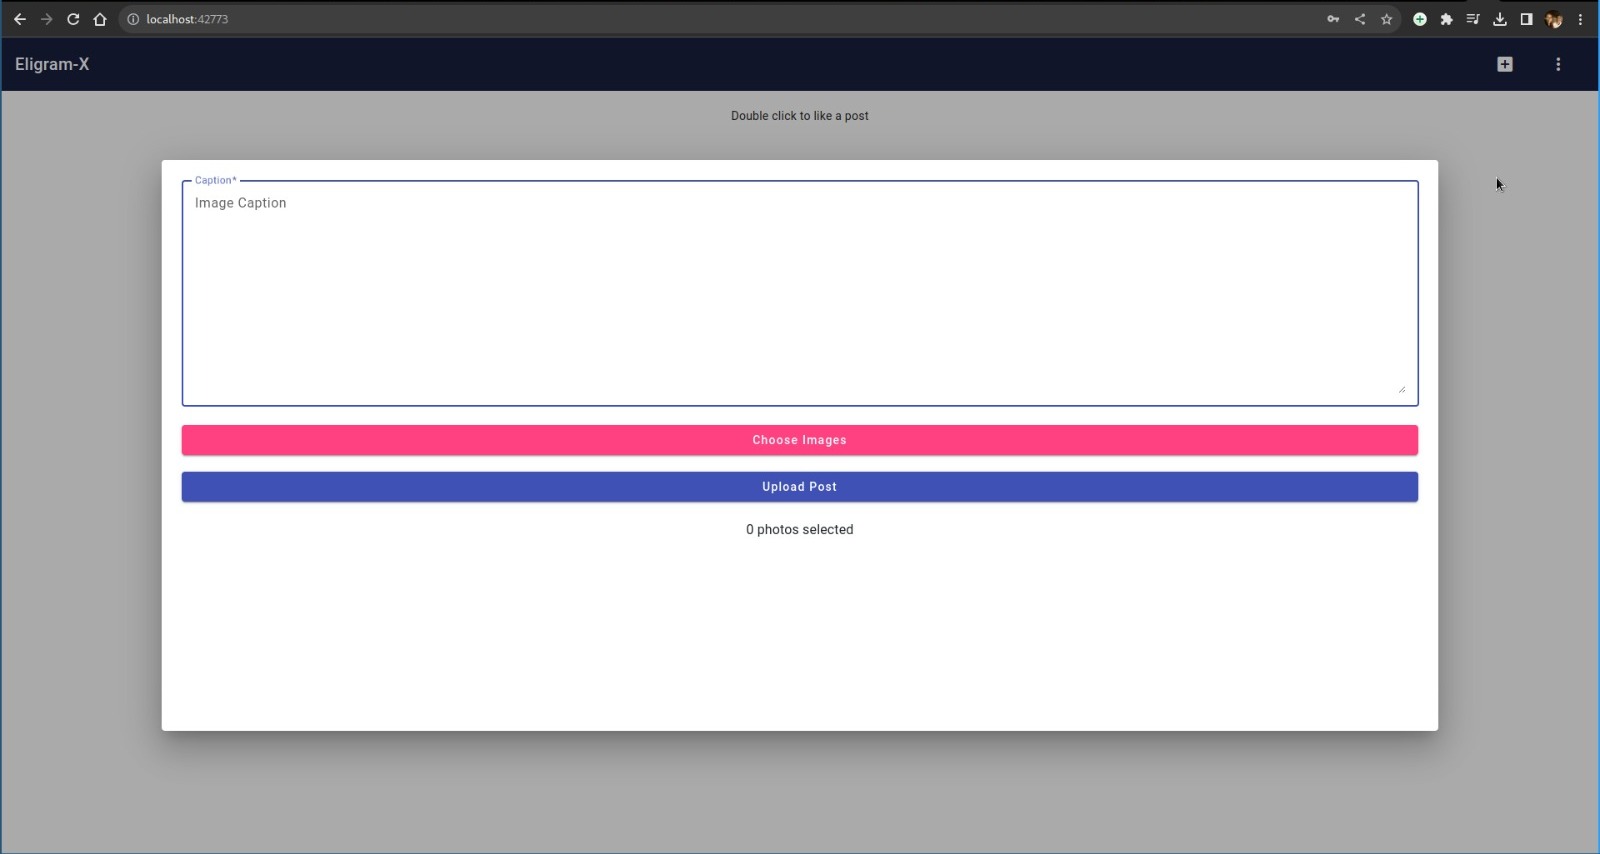 localhost:42773
Eligram-X
Double click to like a post
Caption*
Image Caption
Choose Images
Upload Post
0 photos selected